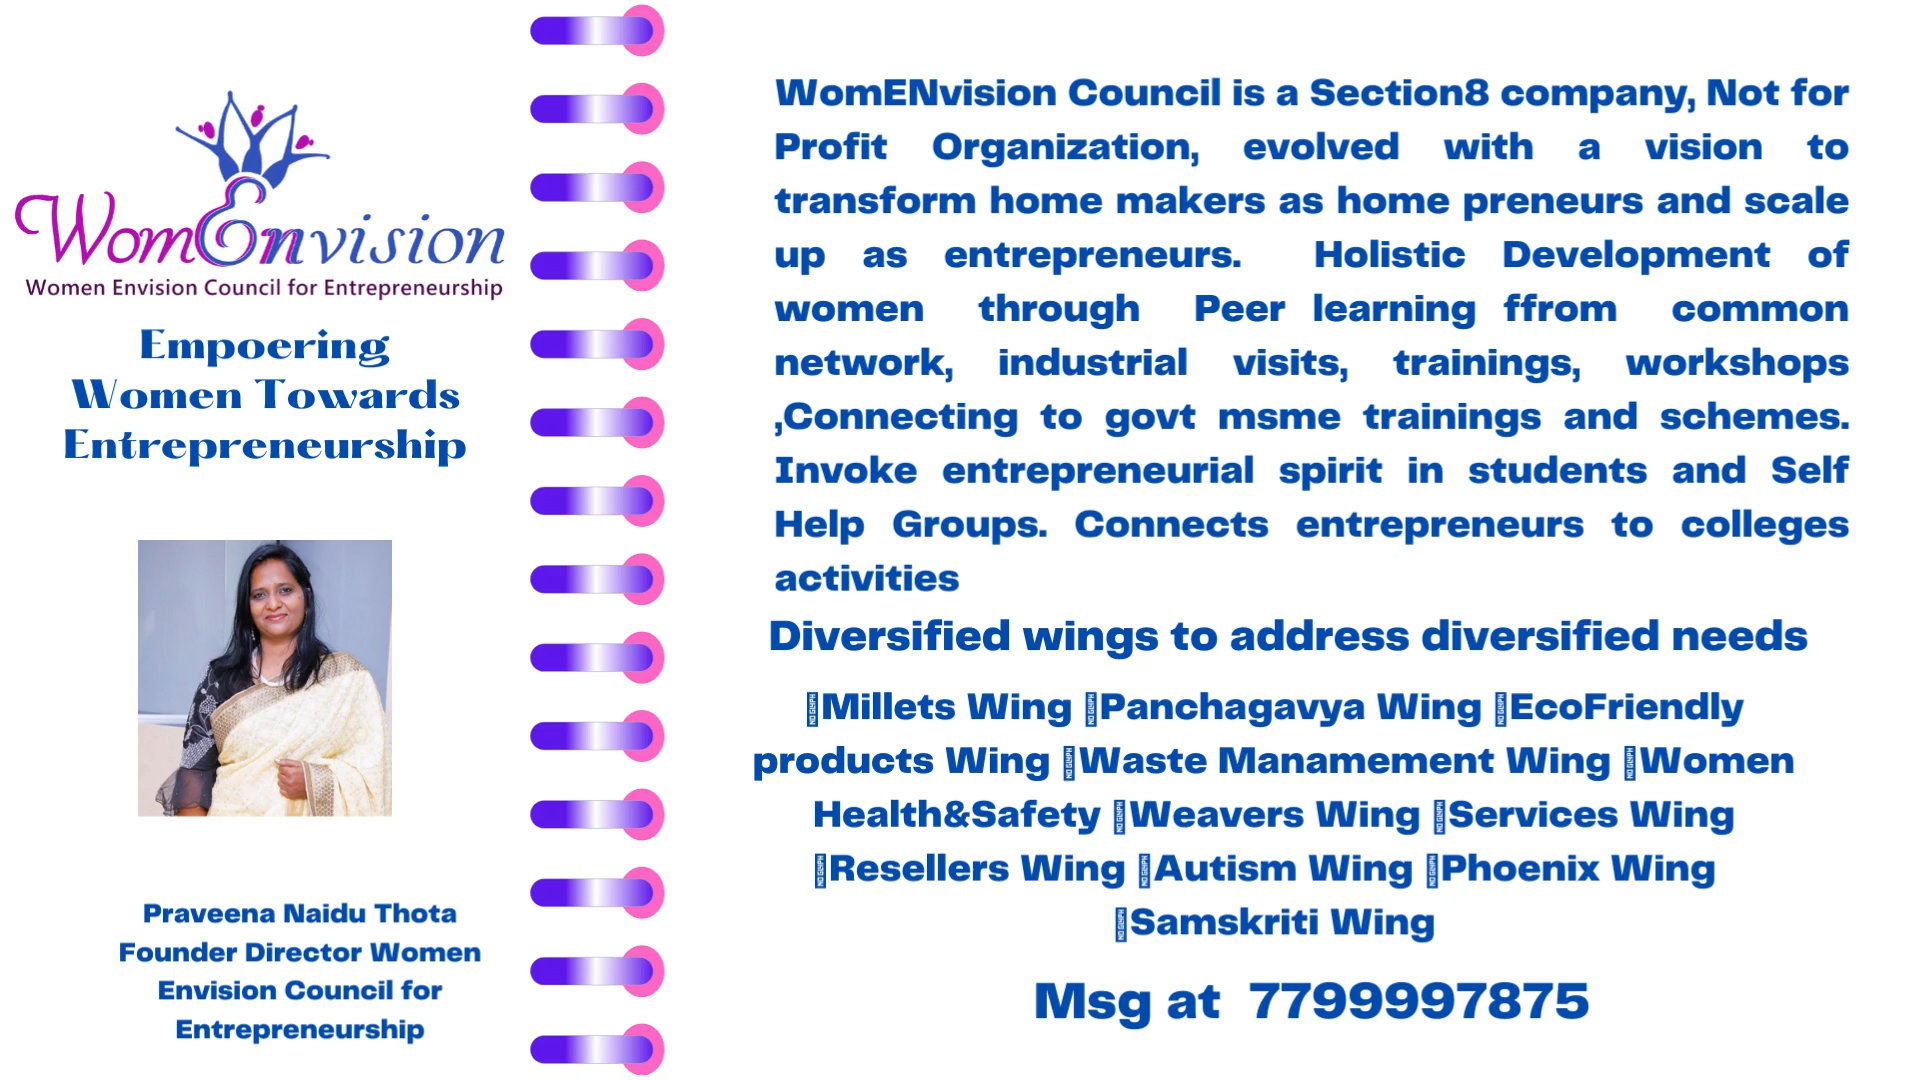 WomEnvision
Women Envision Council for Entrepreneurship
Empoering
Women Towards
Entrepreneurship
Praveena Naidu Thota
Founder Director Women
Envision Council for
Entrepreneurship
WomENvision Council is a Section8 company, Not for
Profit Organization, evolved with a vision to
transform home makers as home preneurs and scale
up as entrepreneurs. Holistic Development of
women through Peer learning ffrom common
network, industrial visits, trainings, workshops
,Connecting to govt msme trainings and schemes.
Invoke entrepreneurial spirit in students and Self
Help Groups. Connects entrepreneurs to colleges
activities
Diversified wings to address diversified needs
Millets Wing Panchagavya Wing EcoFriendly
products Wing Waste Manamement Wing Women
Health&Safety Weavers Wing Services Wing
Resellers Wing Autism Wing Phoenix Wing
Samskriti Wing
Msg at 7799997875